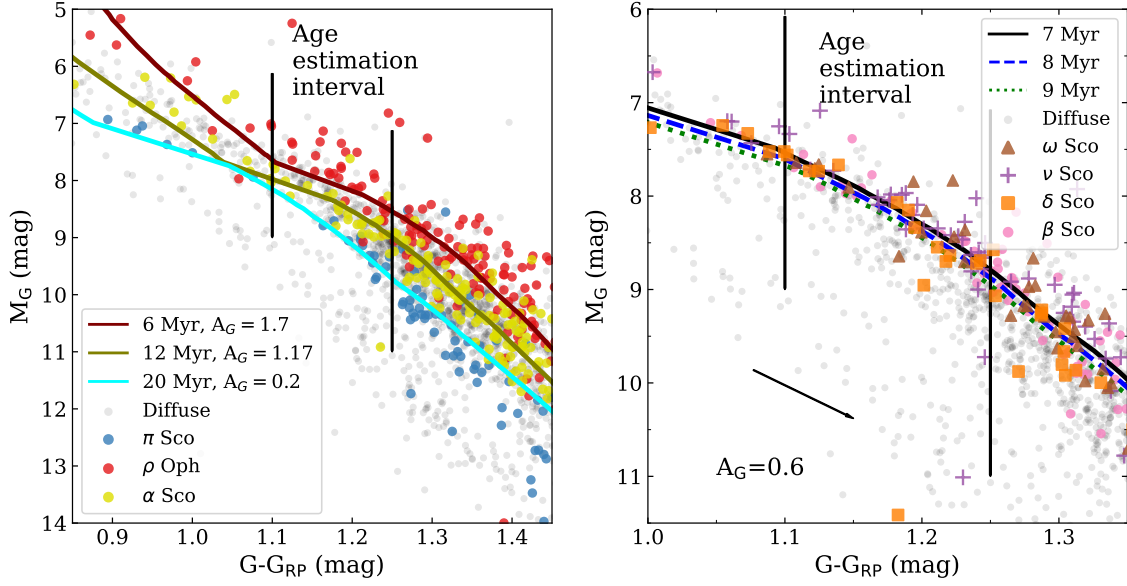 5
6
7
8
9
10
11
12
13
14
0.9
1.0
1.1
1.2
1.3
1.4
M_G (mag)
G-G_RP (mag)
Age
estimation
interval
6 Myr, A_G = 1.7
12 Myr, A_G = 1.17
20 Myr, A_G = 0.2
Diffuse
π Sco
ρ Oph
α Sco
6
7
8
9
10
11
1.0
1.1
1.2
1.3
M_G (mag)
G-G_RP (mag)
Age
estimation
interval
7 Myr
8 Myr
9 Myr
Diffuse
ω Sco
ν Sco
δ Sco
β Sco
A_G=0.6